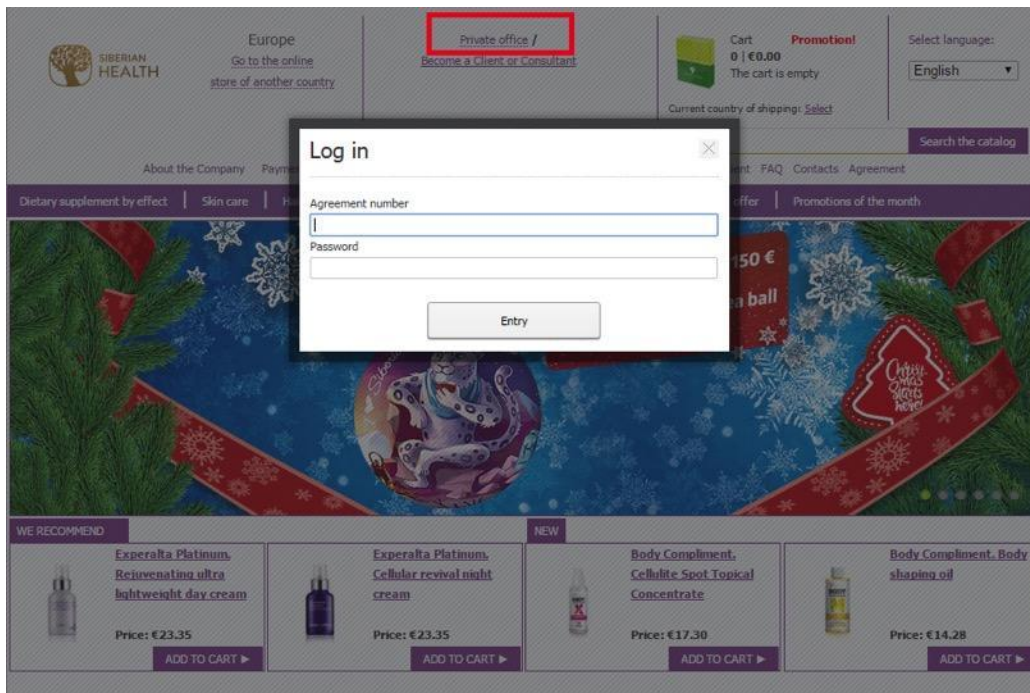 SIBERIAN
HEALTH
Europe
Go to the online
store of another country
Private office /
Become a Client or Consultant
Cart Promotion!
0 | €0.00
The cart is empty
Current country of shipping: Select
Select language:
English
Search the catalog
About the Company
FAQ Contacts Agreement
Dietary supplement by effect | Skin care |
offer | Promotions of the month
Log in
Agreement number
Password
Entry
150 €
ball
Christ
mas
Starts
here!
WE RECOMMEND
NEW
Experalta Platinum.
Rejuvenating ultra
lightweight day cream
Price: €23.35
ADD TO CART
Experalta Platinum.
Cellular revival night
cream
Price: €23.35
ADD TO CART
Body Compliment.
Cellulite Spot Topical
Concentrate
Price: €17.30
ADD TO CART
Body Compliment. Body
shaping oil
Price: €14.28
ADD TO CART